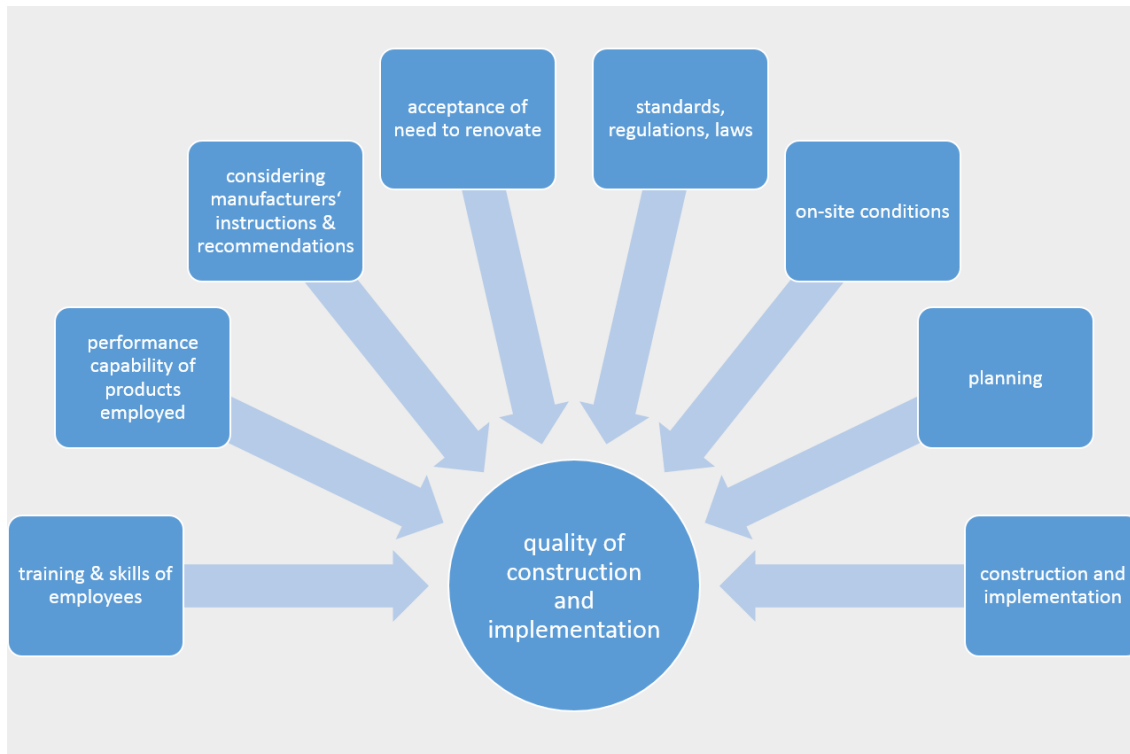 acceptance of
need to renovate
standards,
regulations, laws
considering
manufacturers‘
instructions &
recommendations
on-site conditions
performance
capability of
products
employed
planning
training & skills of
employees
quality of
construction
and
implementation
construction and
implementation